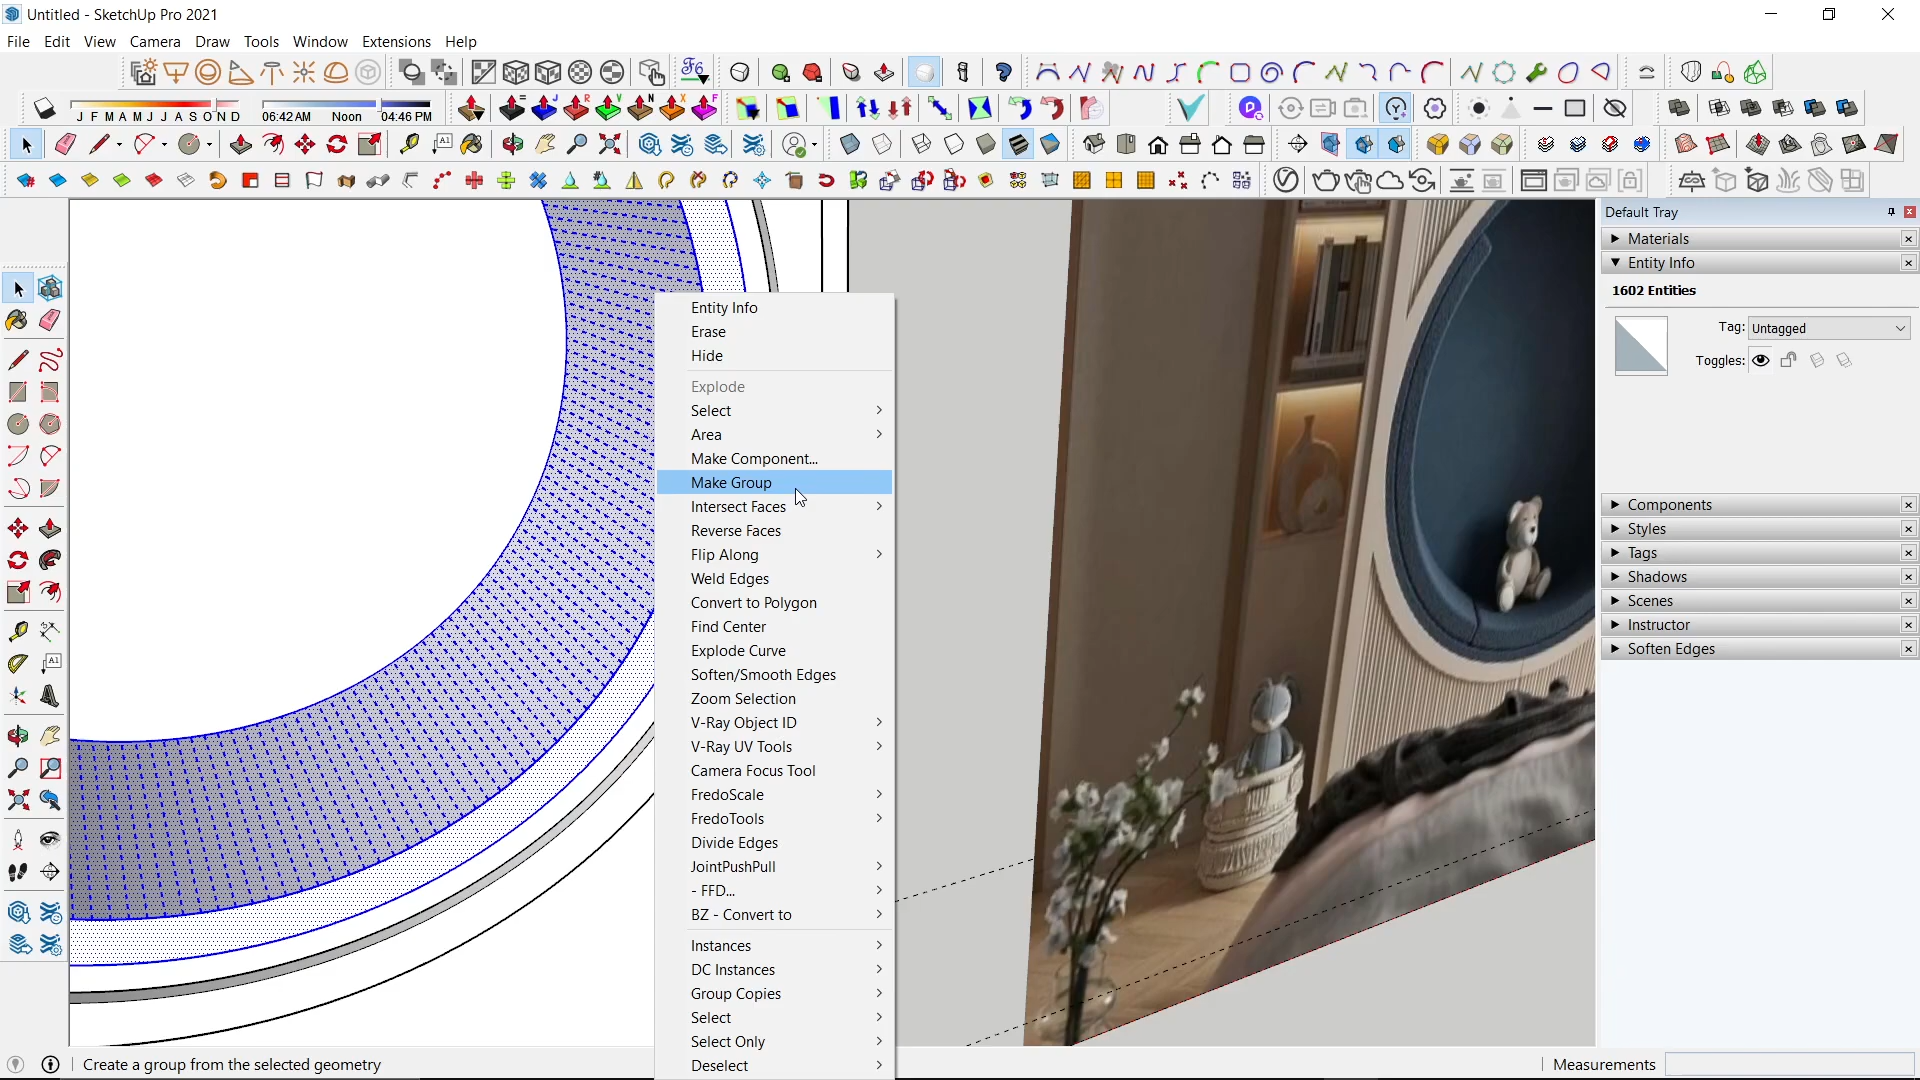 Untitled - SketchUp Pro 2021
File Edit View Camera Draw Tools Window Extensions Help
J F M A M J J A S O N D
06:42 AM Noon 04:46 PM
Default Tray
Materials
Entity Info
1602 Entities
Tag: Untagged
Toggles:
Components
Styles
Tags
Shadows
Scenes
Instructor
Soften Edges
Entity Info
Erase
Hide
Explode
Select
Area
Make Component...
Make Group
Intersect Faces
Reverse Faces
Flip Along
Weld Edges
Convert to Polygon
Find Center
Explode Curve
Soften/Smooth Edges
Zoom Selection
V-Ray Object ID
V-Ray UV Tools
Camera Focus Tool
FredoScale
FredoTools
Divide Edges
JointPushPull
- FFD...
BZ - Convert to
Instances
DC Instances
Group Copies
Select
Select Only
Deselect
Create a group from the selected geometry
Measurements